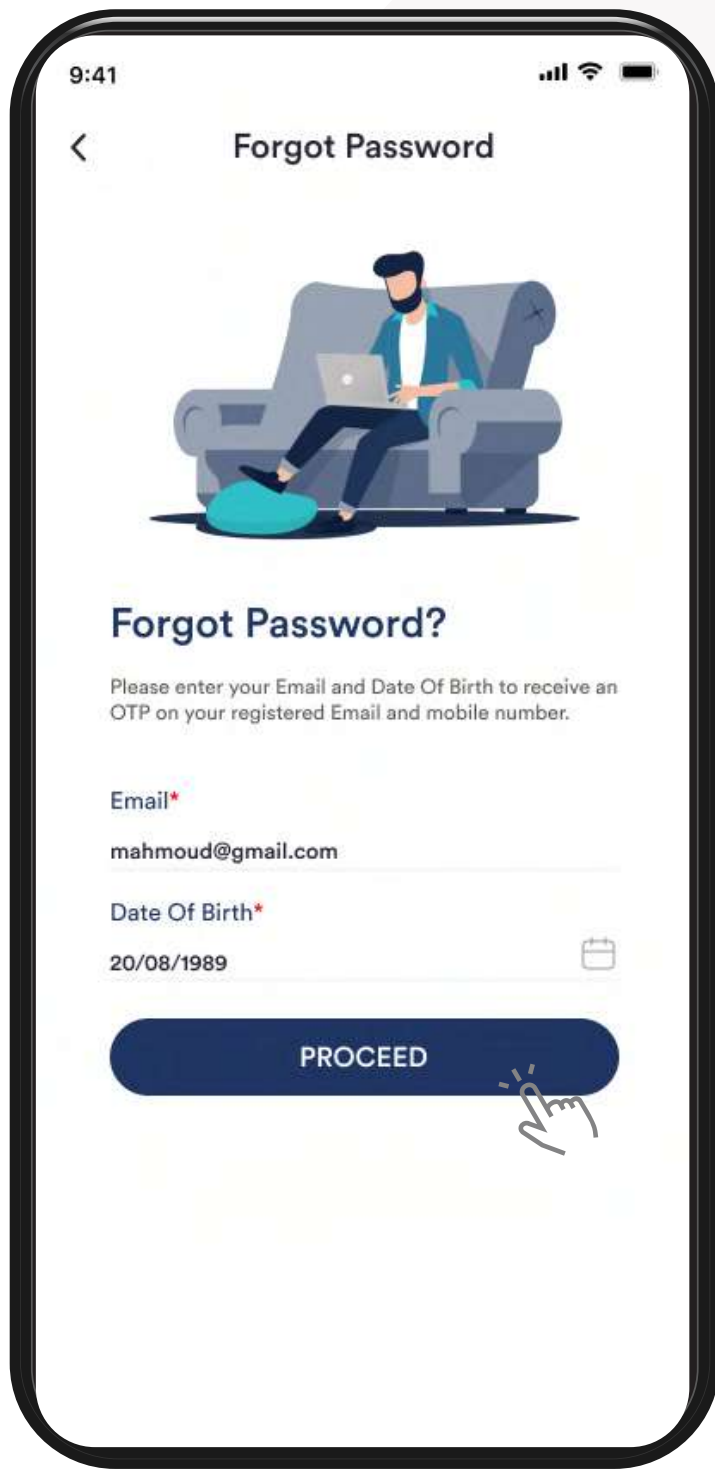 9:41
Forgot Password
Forgot Password?
Please enter your Email and Date Of Birth to receive an
OTP on your registered Email and mobile number.
Email*
mahmoud@gmail.com
Date Of Birth*
20/08/1989
PROCEED